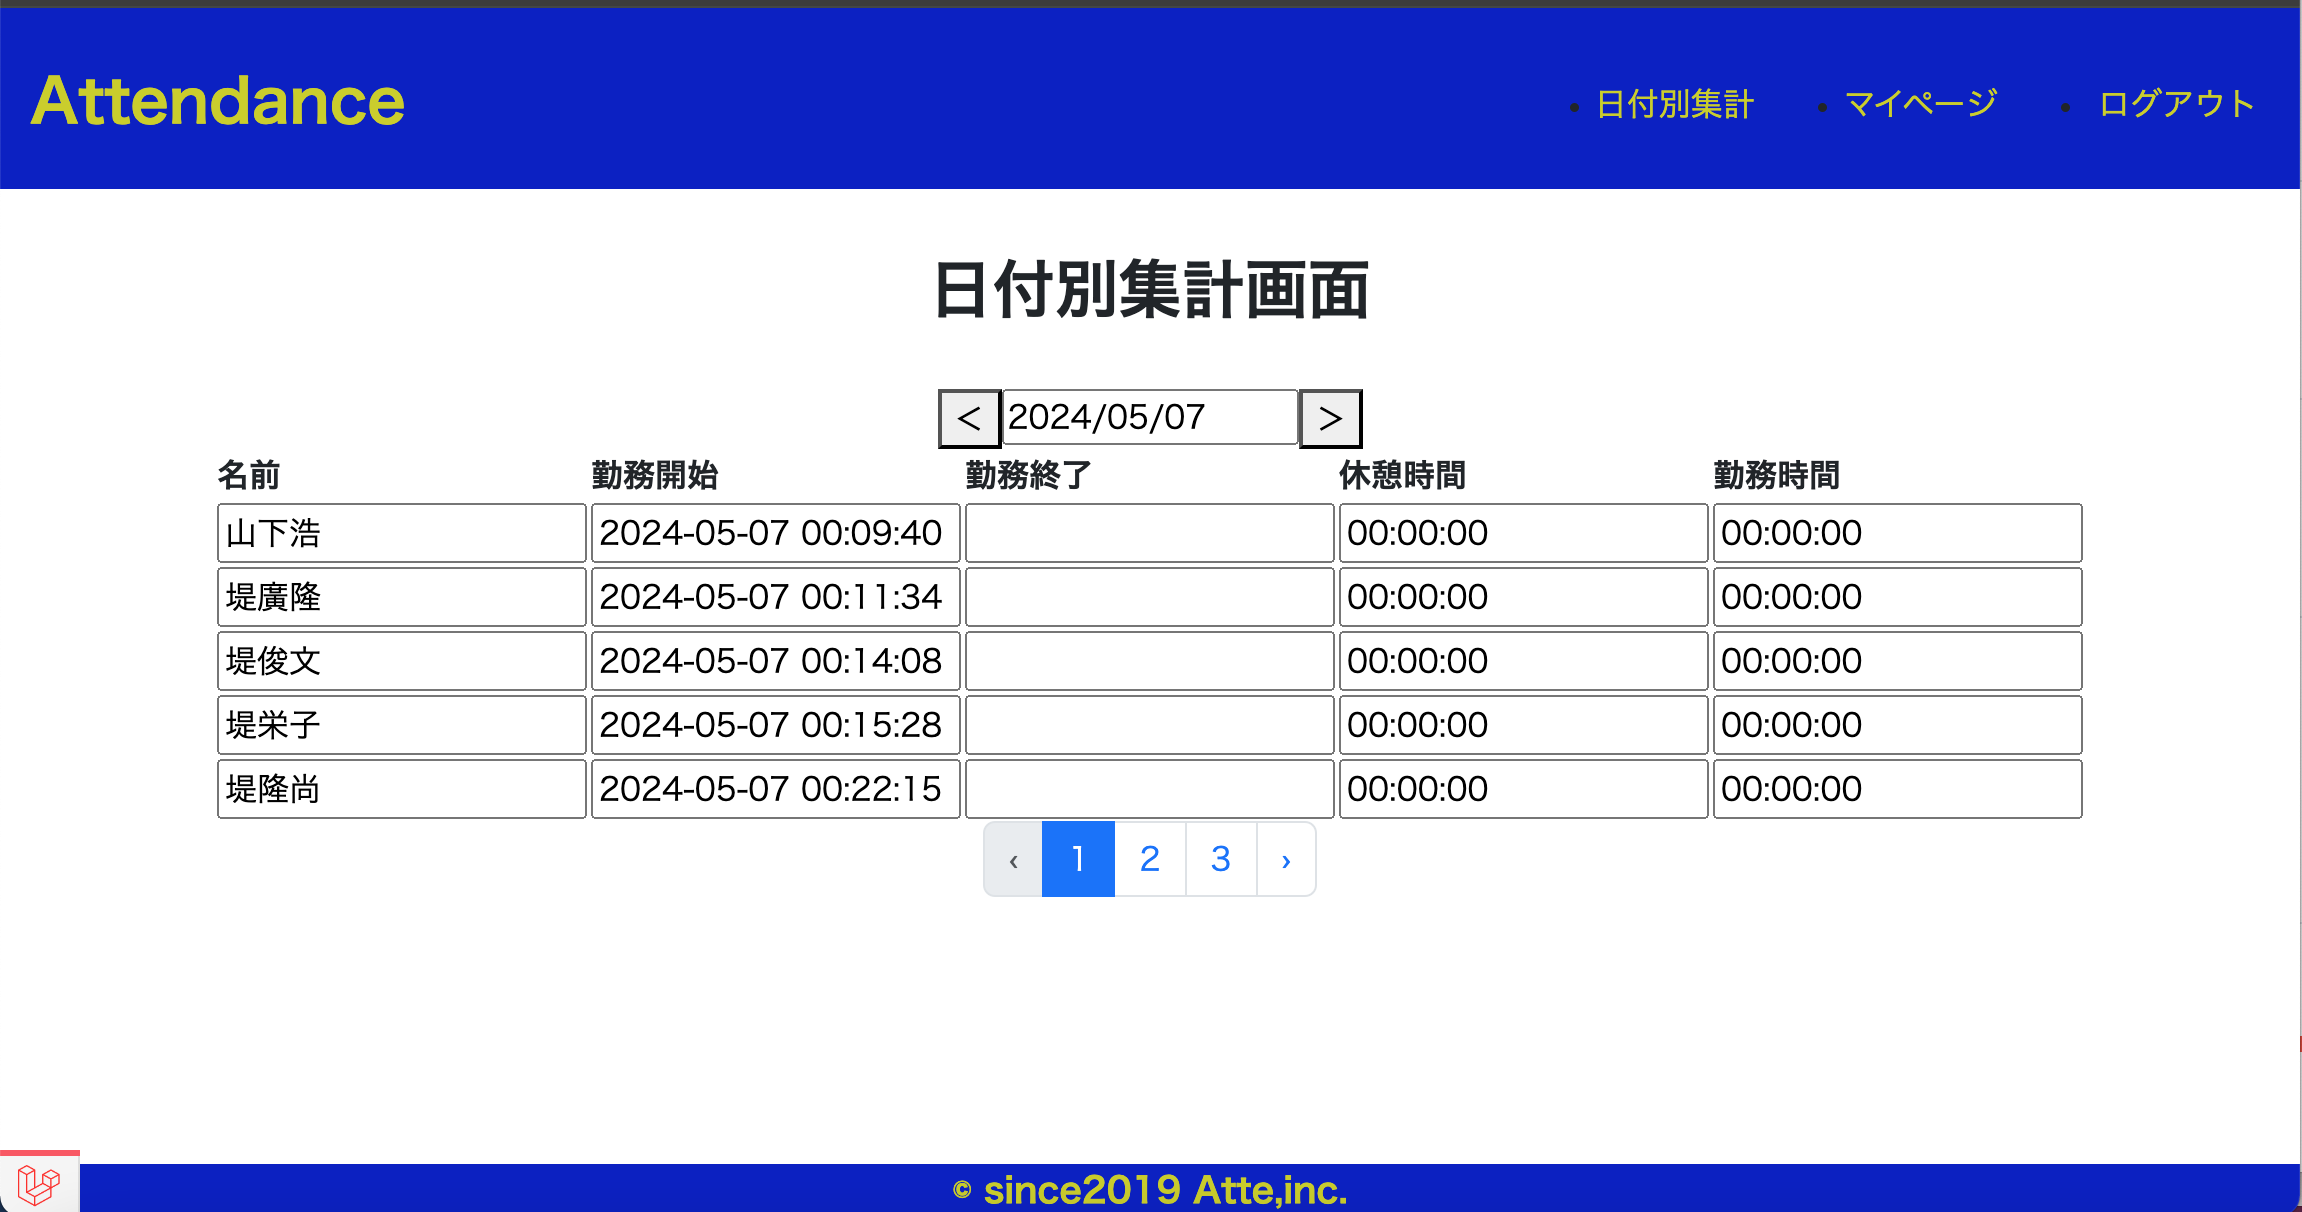 Attendance
• 日付別集計 • マイページ • ログアウト
日付別集計画面
< 2024/05/07 >
名前 勤務開始 勤務終了 休憩時間 勤務時間
山下浩 2024-05-07 00:09:40 00:00:00 00:00:00
堤廣隆 2024-05-07 00:11:34 00:00:00 00:00:00
堤俊文 2024-05-07 00:14:08 00:00:00 00:00:00
堤栄子 2024-05-07 00:15:28 00:00:00 00:00:00
堤隆尚 2024-05-07 00:22:15 00:00:00 00:00:00
‹ 1 2 3 ›
© since2019 Atte,inc.